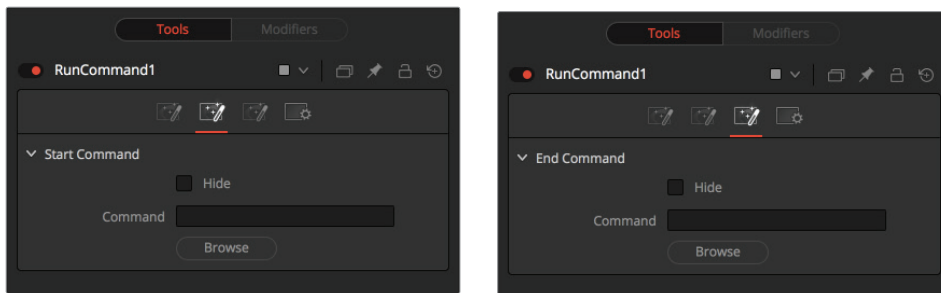 Tools Modifiers
RunCommand1
Start Command
Hide
Command
Browse
Tools Modifiers
RunCommand1
End Command
Hide
Command
Browse